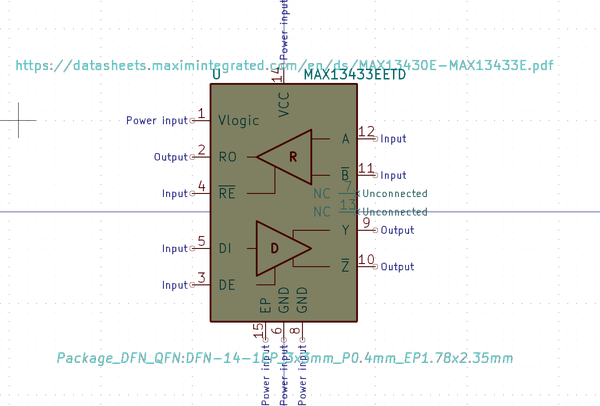 Power input
https://datasheets.maximintegrated.com/en/ds/MAX13430E-MAX13433E.pdf
U MAX13433EETD
14
VCC
Power input 1 Vlogic
A 12 Input
Output 2 RO R
B 11 Input
Input 4 RE NC 7 Unconnected
NC 13 Unconnected
Y 9 Output
Input 5 DI D
Z 10 Output
Input 3 DE
EP GND GND
15 6 8
Package_DFN_QFN:DFN-14-1EP_3x3mm_P0.4mm_EP1.78x2.35mm
Power input Power input Power input